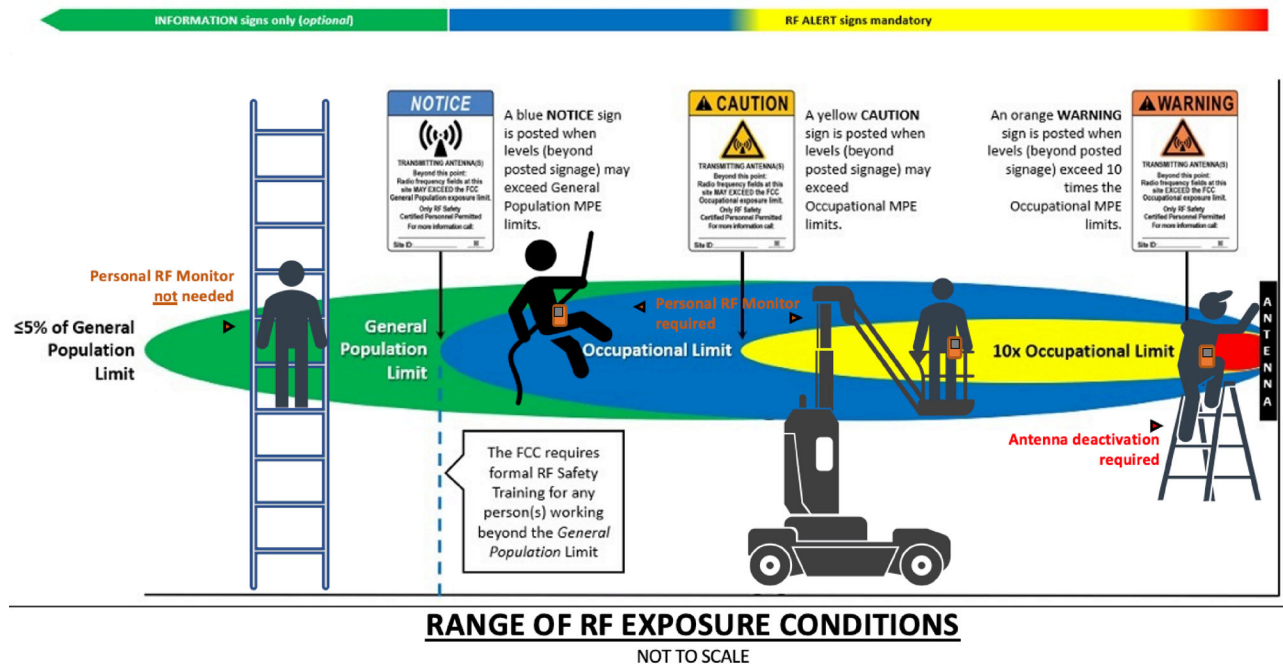 INFORMATION signs only (optional)
RF ALERT signs mandatory
NOTICE
TRANSMITTING ANTENNA(S)
Beyond this point:
Radio frequency fields at this
site MAY EXCEED the FCC
General Population exposure limit.
Only RF Safety
Certified Personnel Permitted
For more information call:
Site ID:
A blue NOTICE sign
is posted when
levels (beyond
posted signage) may
exceed General
Population MPE
limits.
CAUTION
TRANSMITTING ANTENNA(S)
Beyond this point:
Radio frequency fields at this
site MAY EXCEED the FCC
Occupational exposure limit.
Only RF Safety
Certified Personnel Permitted
For more information call:
Site ID:
A yellow CAUTION
sign is posted when
levels (beyond
posted signage) may
exceed
Occupational MPE
limits.
An orange WARNING
sign is posted when
levels (beyond posted
signage) exceed 10
times the
Occupational MPE
limits.
WARNING
TRANSMITTING ANTENNA(S)
Beyond this point:
Radio frequency fields at this
site EXCEED the FCC
Occupational exposure limit.
Only RF Safety
Certified Personnel Permitted
For more information call:
Site ID:
Personal RF Monitor
not needed
≤5% of General
Population
Limit
General
Population
Limit
Personal RF Monitor
required
Occupational Limit
10x Occupational Limit
ANTENNA
Antenna deactivation
required
The FCC requires
formal RF Safety
Training for any
person(s) working
beyond the General
Population Limit
RANGE OF RF EXPOSURE CONDITIONS
NOT TO SCALE